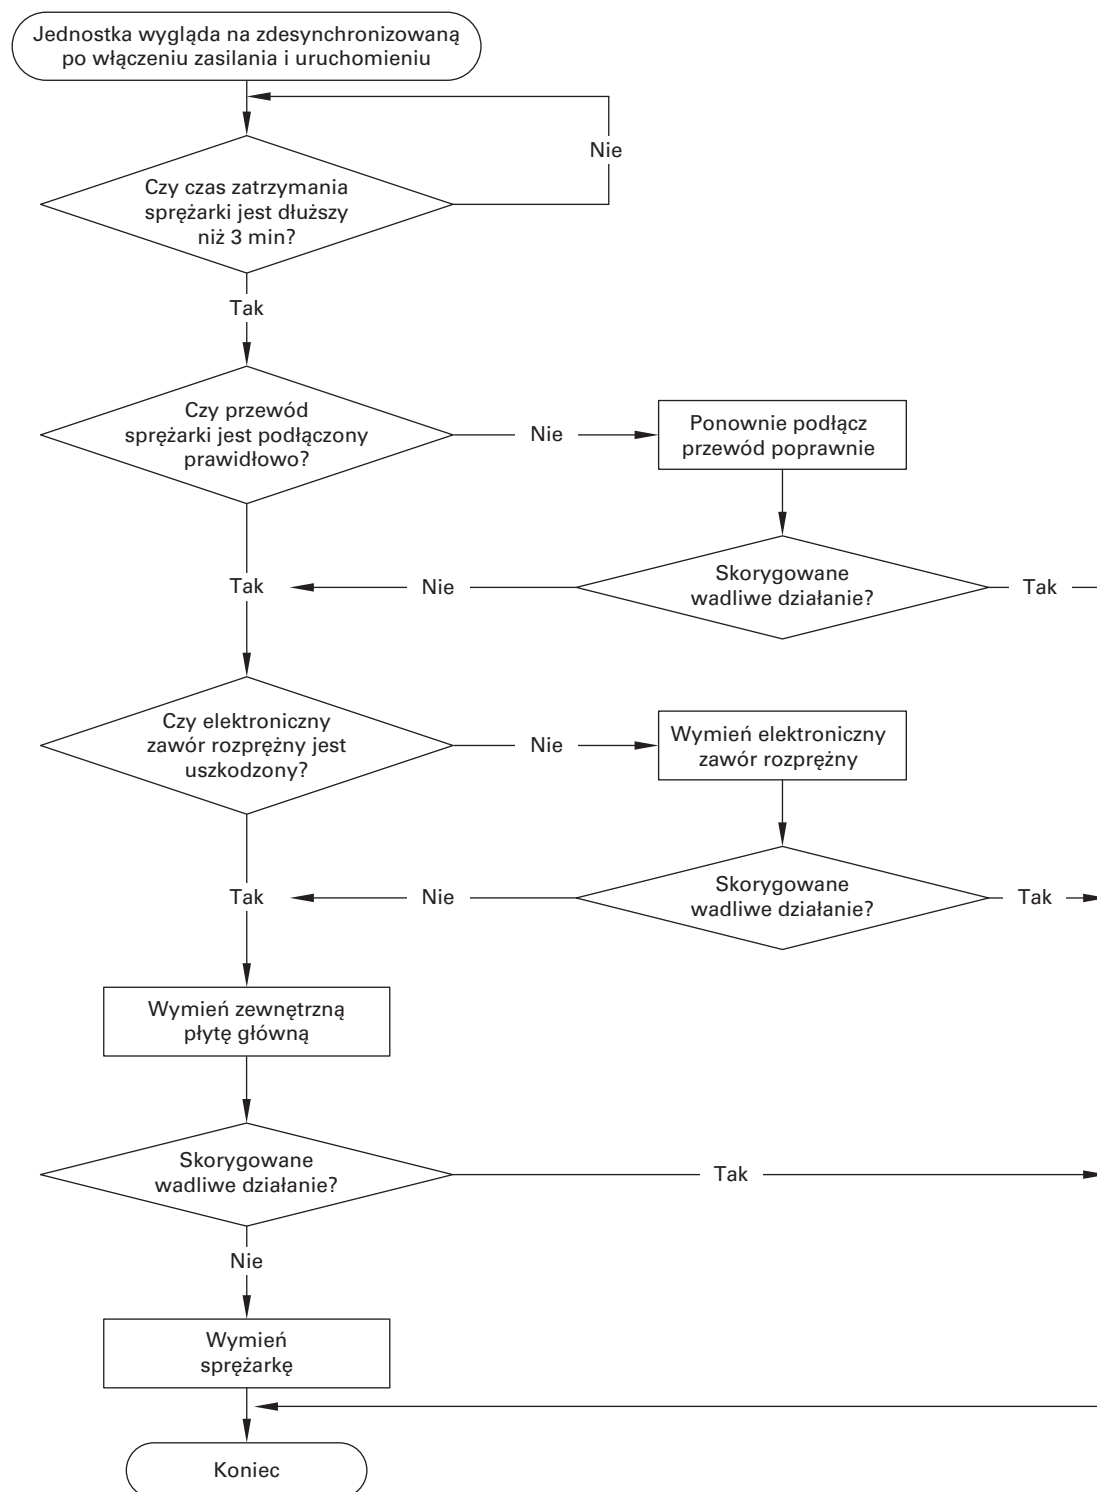 Jednostka wygląda na zdesynchronizowaną
po włączeniu zasilania i uruchomieniu
Nie
Czy czas zatrzymania
sprężarki jest dłuższy
niż 3 min?
Tak
Czy przewód
sprężarki jest podłączony
prawidłowo?
Nie
Ponownie podłącz
przewód poprawnie
Tak
Nie
Skorygowane
wadliwe działanie?
Tak
Czy elektroniczny
zawór rozprężny jest
uszkodzony?
Nie
Wymień elektroniczny
zawór rozprężny
Tak
Nie
Skorygowane
wadliwe działanie?
Tak
Wymień zewnętrzną
płytę główną
Skorygowane
wadliwe działanie?
Tak
Nie
Wymień
sprężarkę
Koniec